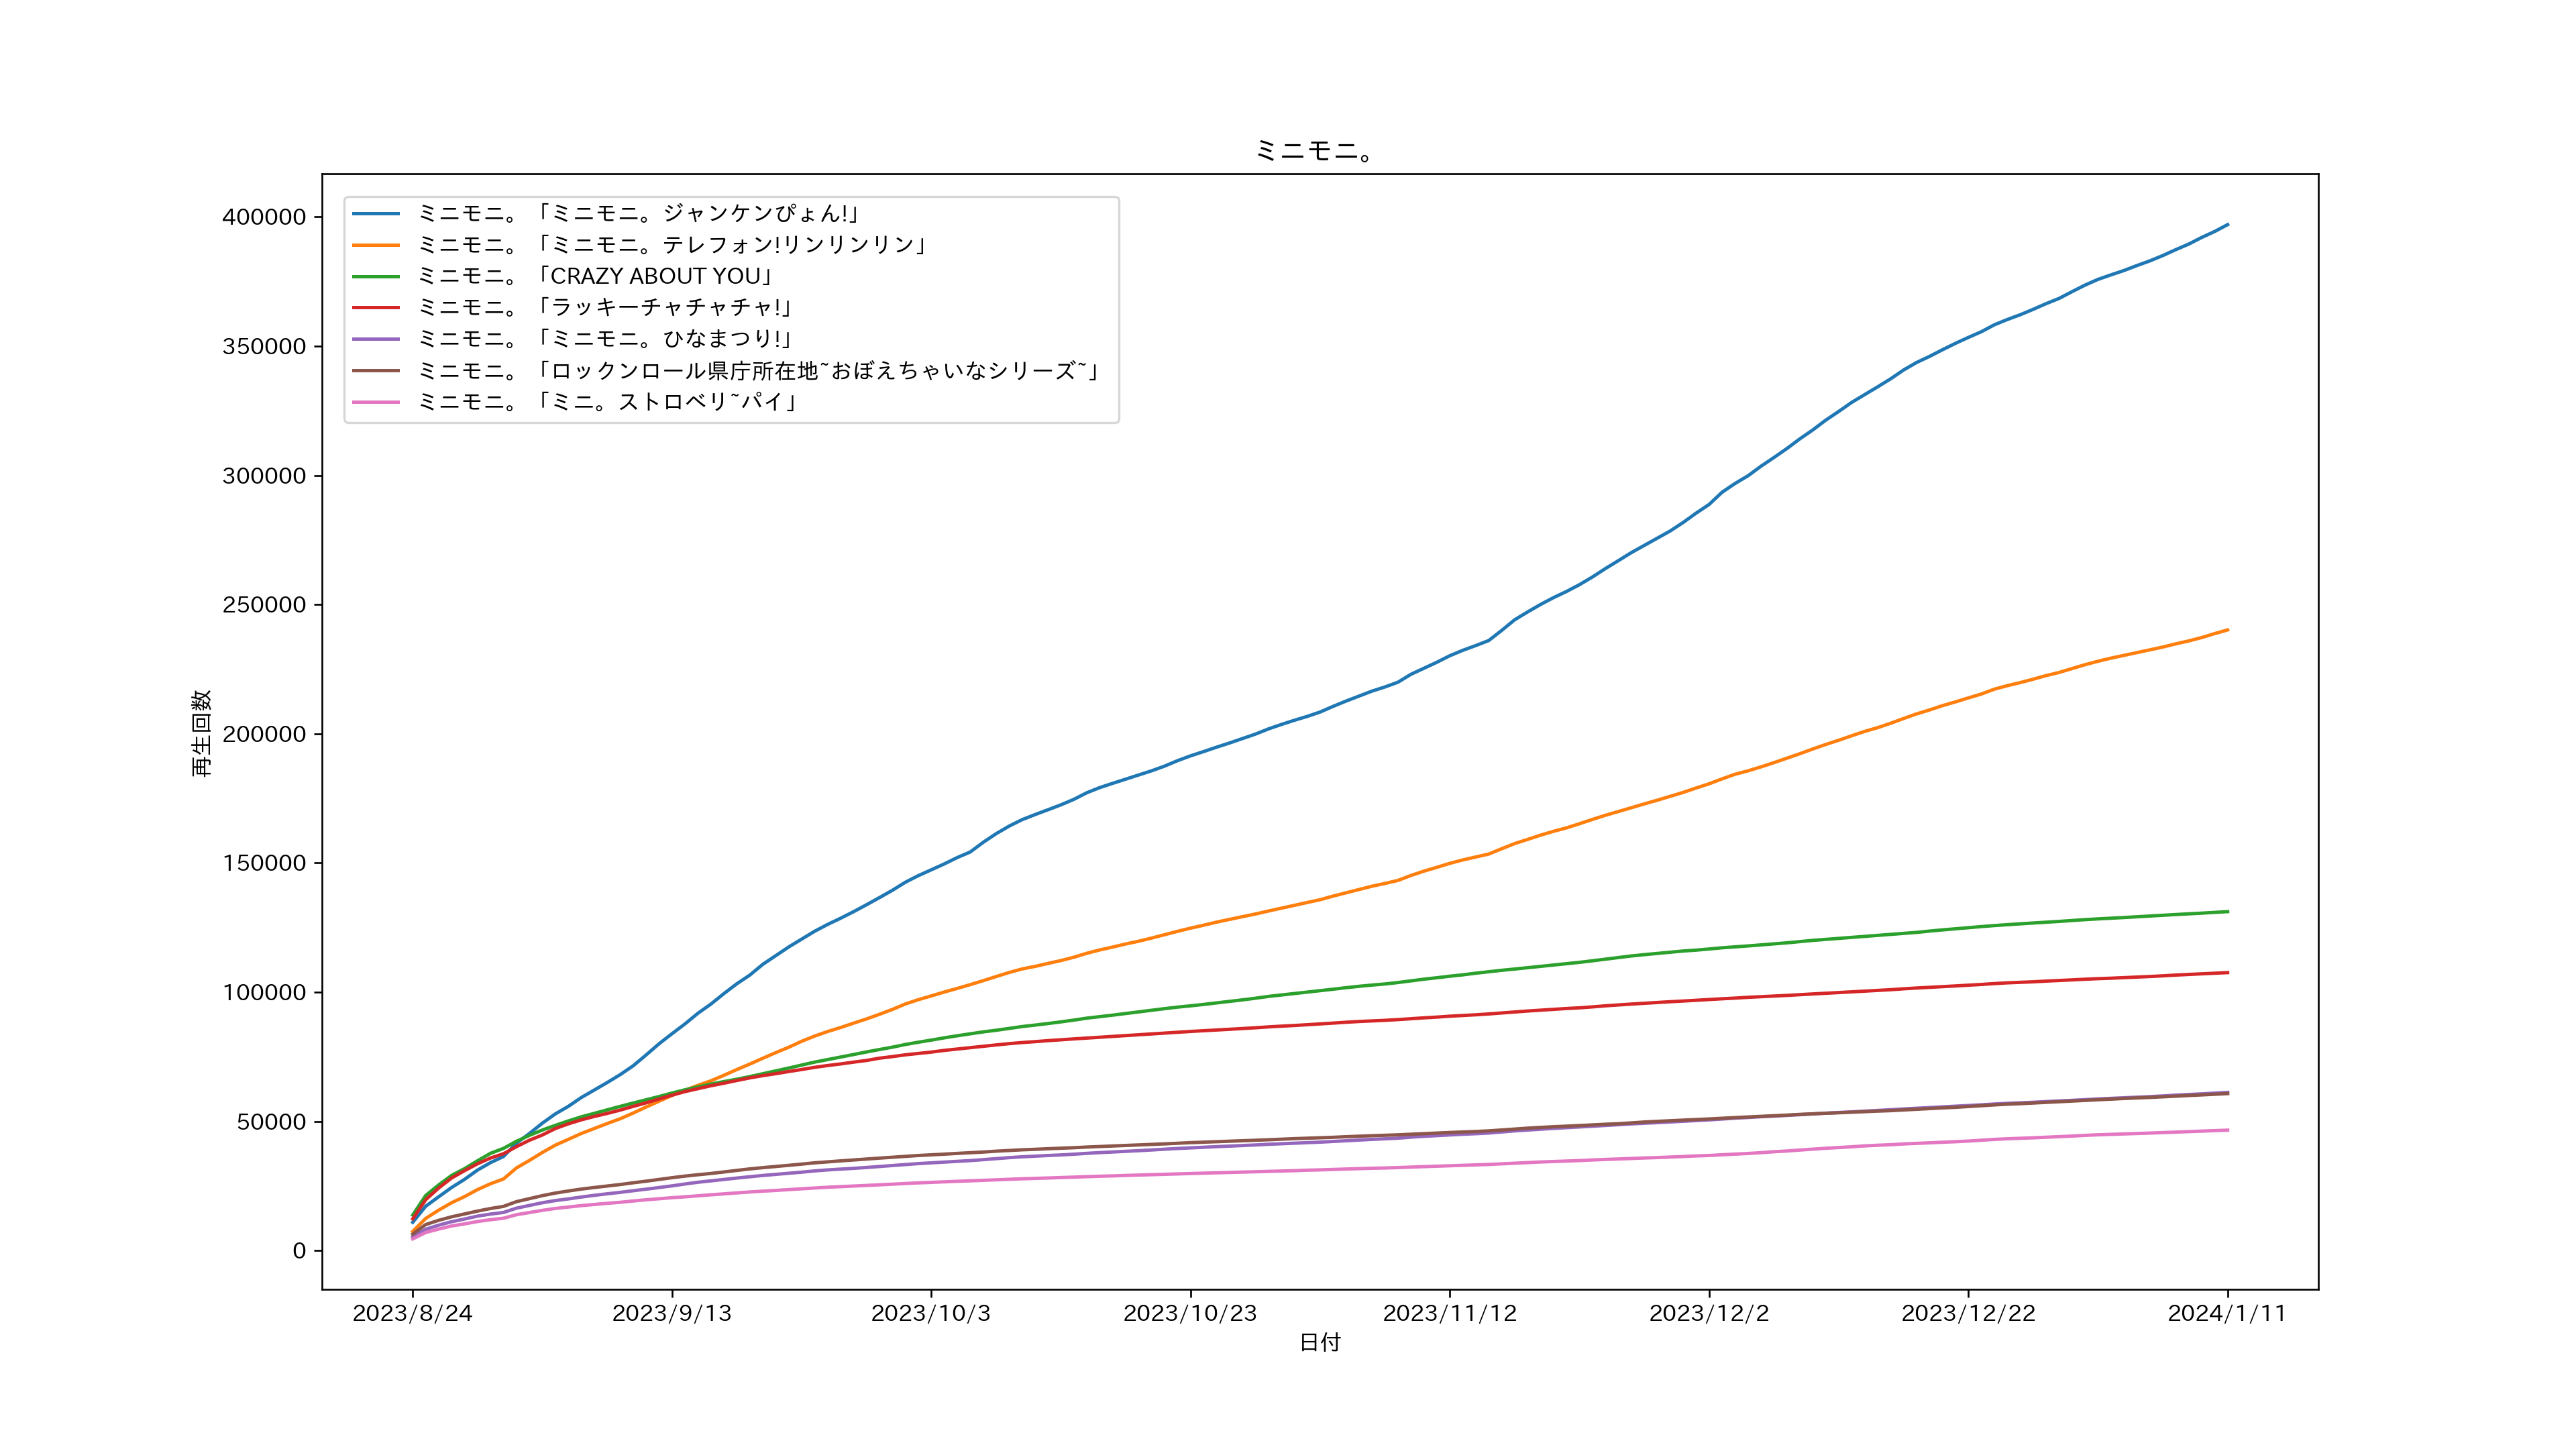 ミニモニ。
ミニモニ。「ミニモニ。ジャンケンぴょん!」
ミニモニ。「ミニモニ。テレフォン!リンリンリン」
ミニモニ。「CRAZY ABOUT YOU」
ミニモニ。「ラッキーチャチャチャ!」
ミニモニ。「ミニモニ。ひなまつり!」
ミニモニ。「ロックンロール県庁所在地~おぼえちゃいなシリーズ~」
ミニモニ。「ミニ。ストロベリ~パイ」
400000
350000
300000
250000
200000
150000
100000
50000
0
再生回数
2023/8/24 2023/9/13 2023/10/3 2023/10/23 2023/11/12 2023/12/2 2023/12/22 2024/1/11
日付